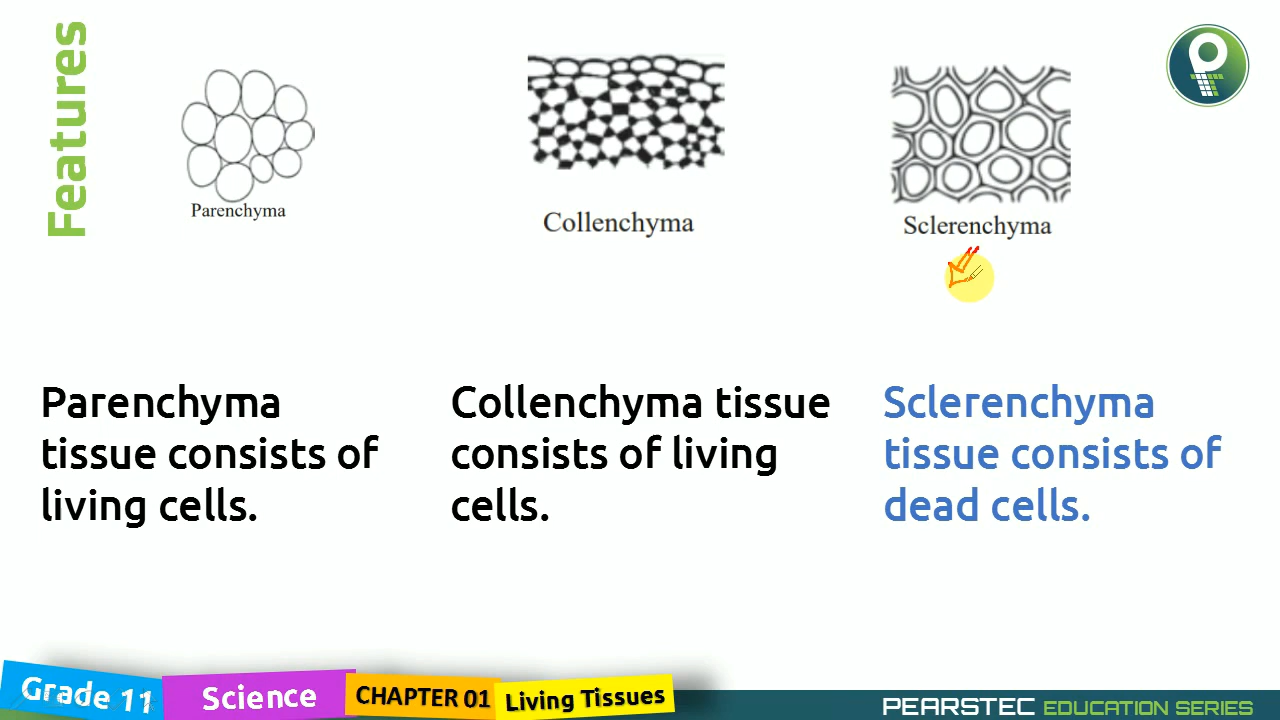 Features
Parenchyma
Collenchyma
Sclerenchyma
Parenchyma
tissue consists of
living cells.
Collenchyma tissue
consists of living
cells.
Sclerenchyma
tissue consists of
dead cells.
Grade 11
Science
CHAPTER 01
Living Tissues
PEARSTEC EDUCATION SERIES